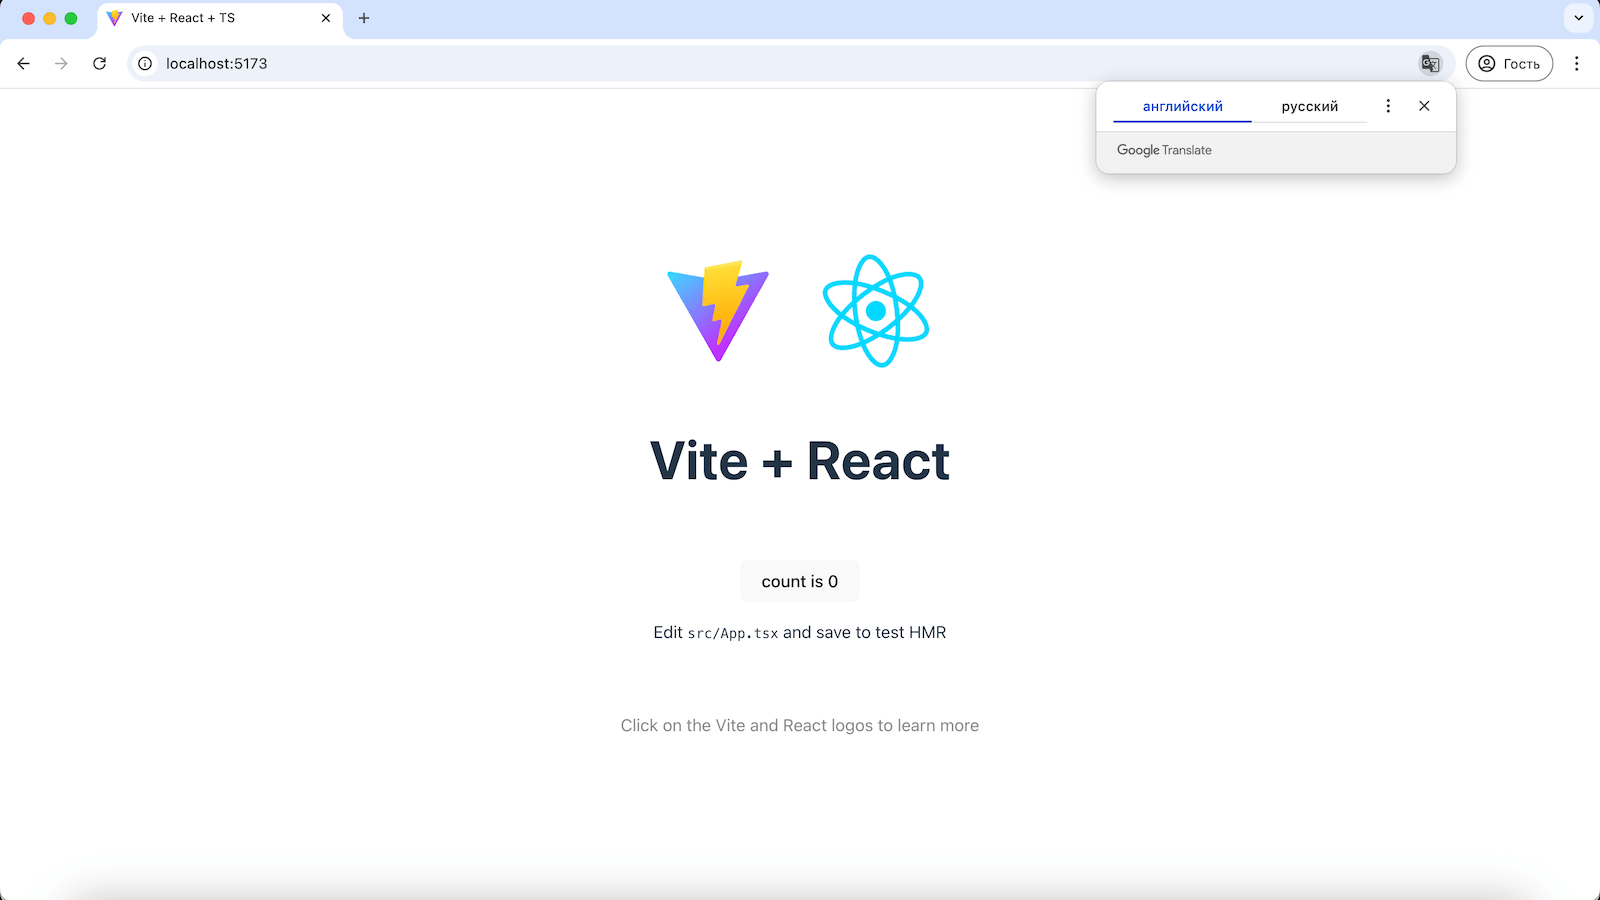 Vite + React + TS
localhost:5173
Гость
английский русский
Google Translate
Vite + React
count is 0
Edit src/App.tsx and save to test HMR
Click on the Vite and React logos to learn more